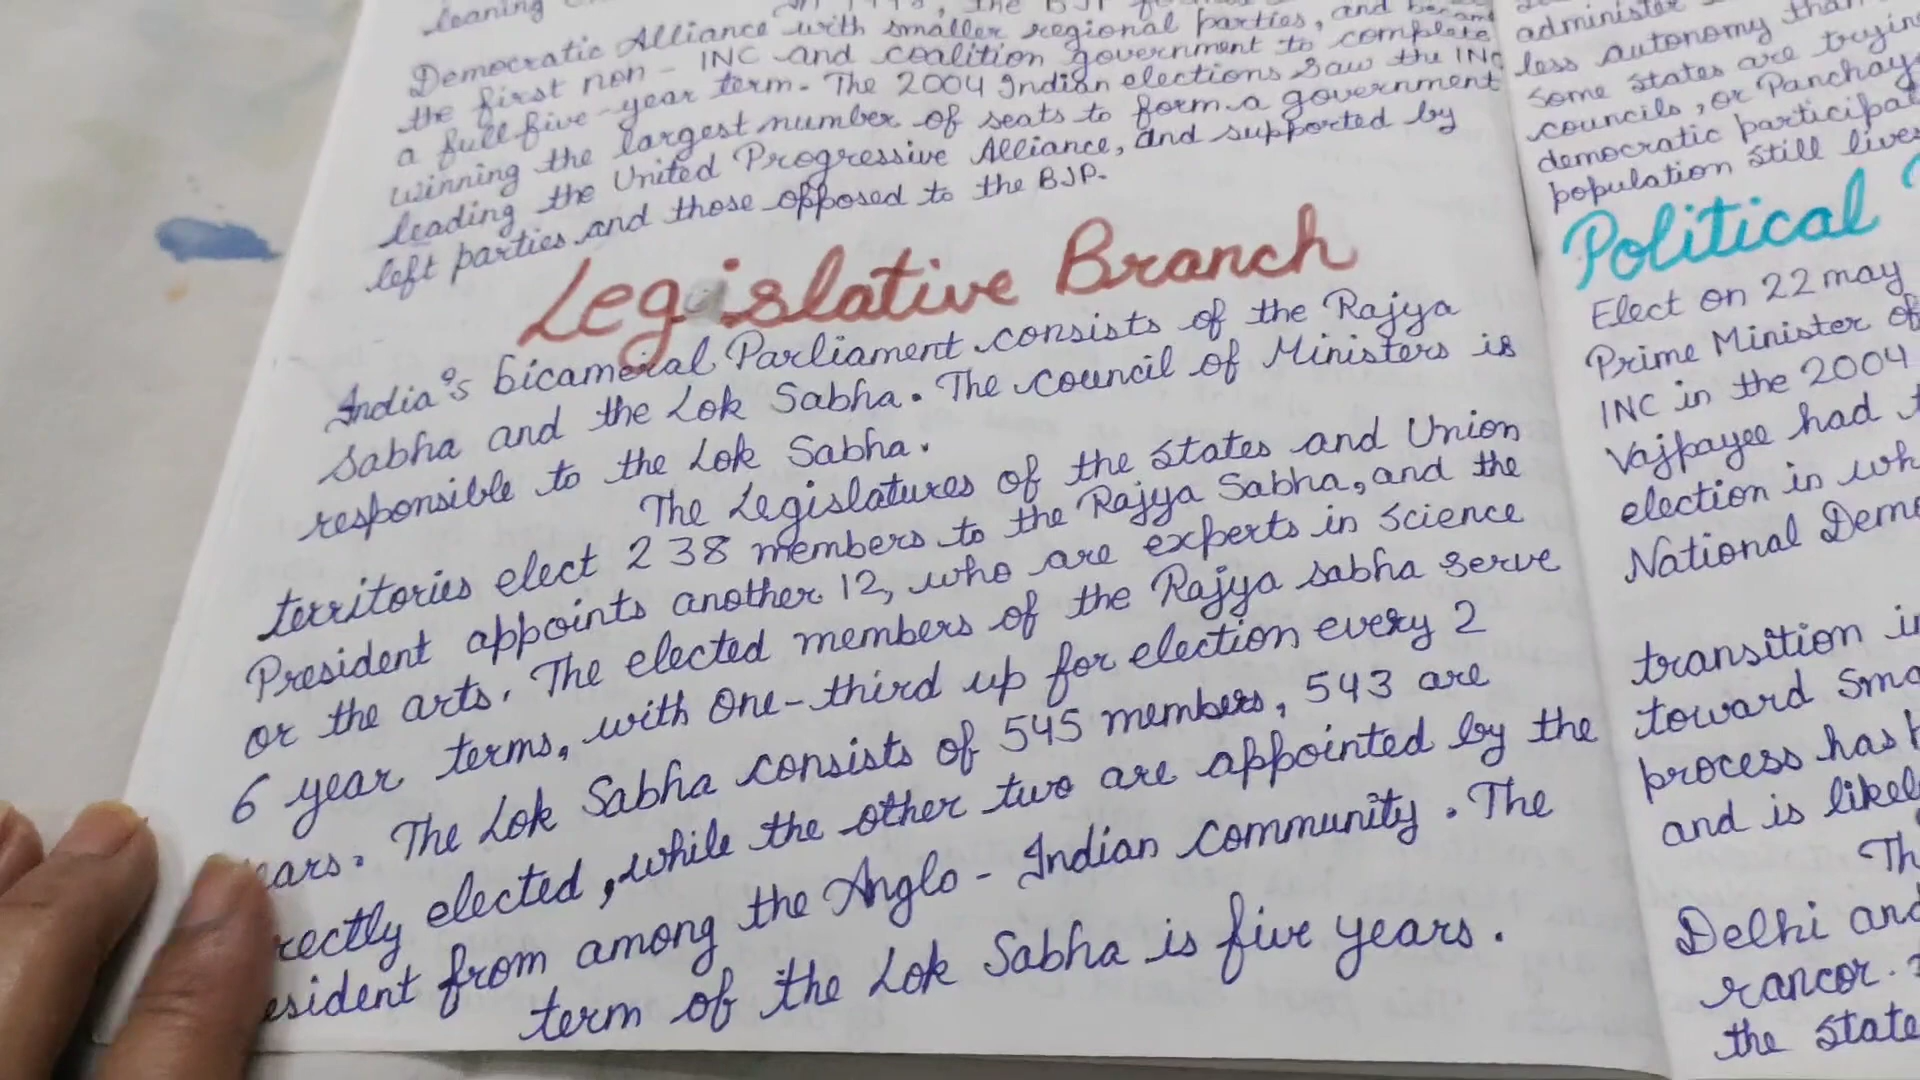 leaning
Democratic Alliance with smaller regional parties, and became
the first non - INC and coalition government to complete
a full five-year term. The 2004 Indian elections saw the INC
winning the largest number of seats to form a government
leading the United Progressive Alliance, and supported by
left parties and those opposed to the BJP.
Legislative Branch
India's bicameral Parliament consists of the Rajya
Sabha and the Lok Sabha. The council of Ministers is
responsible to the Lok Sabha.
The Legislatures of the States and Union
territories elect 238 members to the Rajya Sabha, and the
President appoints another 12, who are experts in Science
or the arts. The elected members of the Rajya sabha serve
6 year terms, with One-third up for election every 2
ears. The Lok Sabha consists of 545 members, 543 are
rectly elected, while the other two are appointed by the
esident from among the Anglo - Indian community. The
term of the Lok Sabha is five years.
administer
less autonomy than
some states are trying
councils, or Panchay
democratic participat
population still lives
Political
Elect on 22 may
Prime Minister of
INC in the 2004
Vajpayee had
election in wh
National Demo
transition in
toward Sma
process has
and is likel
Th
Delhi and
rancor.
the State